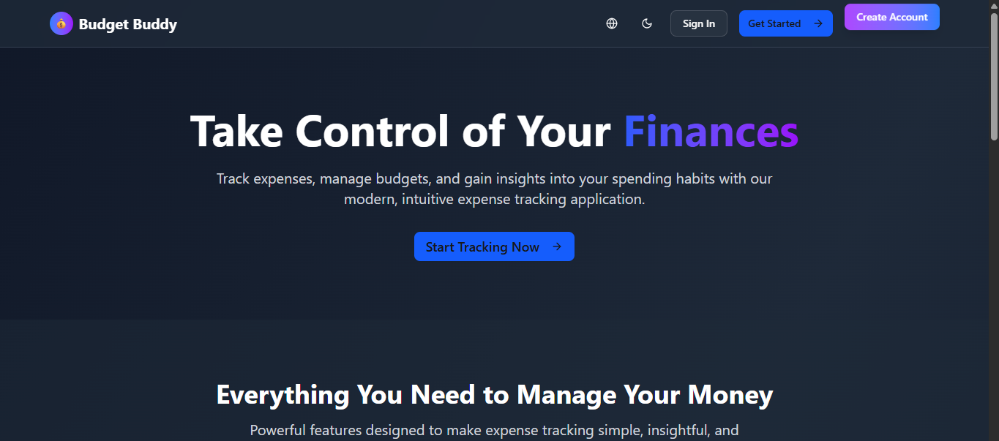 Budget Buddy
Sign In
Get Started
Create Account
Take Control of Your Finances
Track expenses, manage budgets, and gain insights into your spending habits with our
modern, intuitive expense tracking application.
Start Tracking Now
Everything You Need to Manage Your Money
Powerful features designed to make expense tracking simple, insightful, and